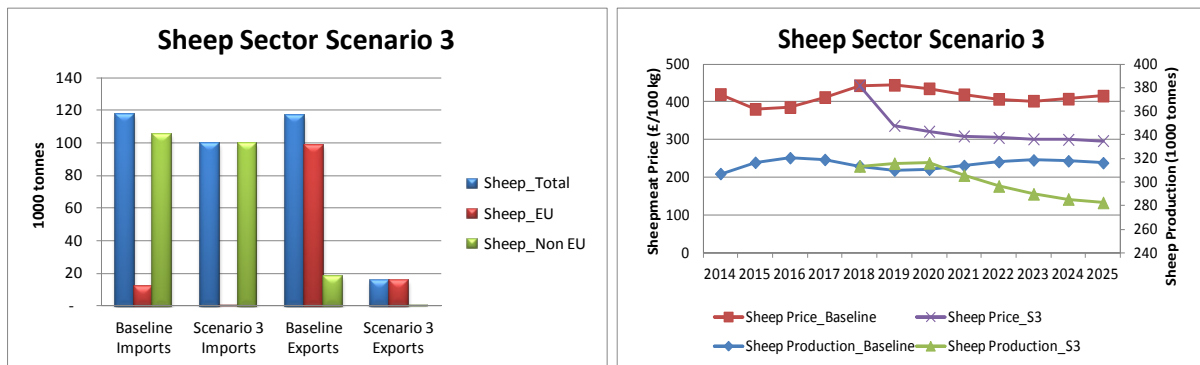 Sheep Sector Scenario 3
1000 tonnes
140
120
100
80
60
40
20
-
Baseline Imports
Scenario 3 Imports
Baseline Exports
Scenario 3 Exports
Sheep_Total
Sheep_EU
Sheep_Non EU
Sheep Sector Scenario 3
Sheepmeat Price (£/100 kg)
500
400
300
200
100
0
400
380
360
340
320
300
280
260
240
Sheep Production (1000 tonnes)
2014 2015 2016 2017 2018 2019 2020 2021 2022 2023 2024 2025
Sheep Price_Baseline
Sheep Price_S3
Sheep Production_Baseline
Sheep Production_S3